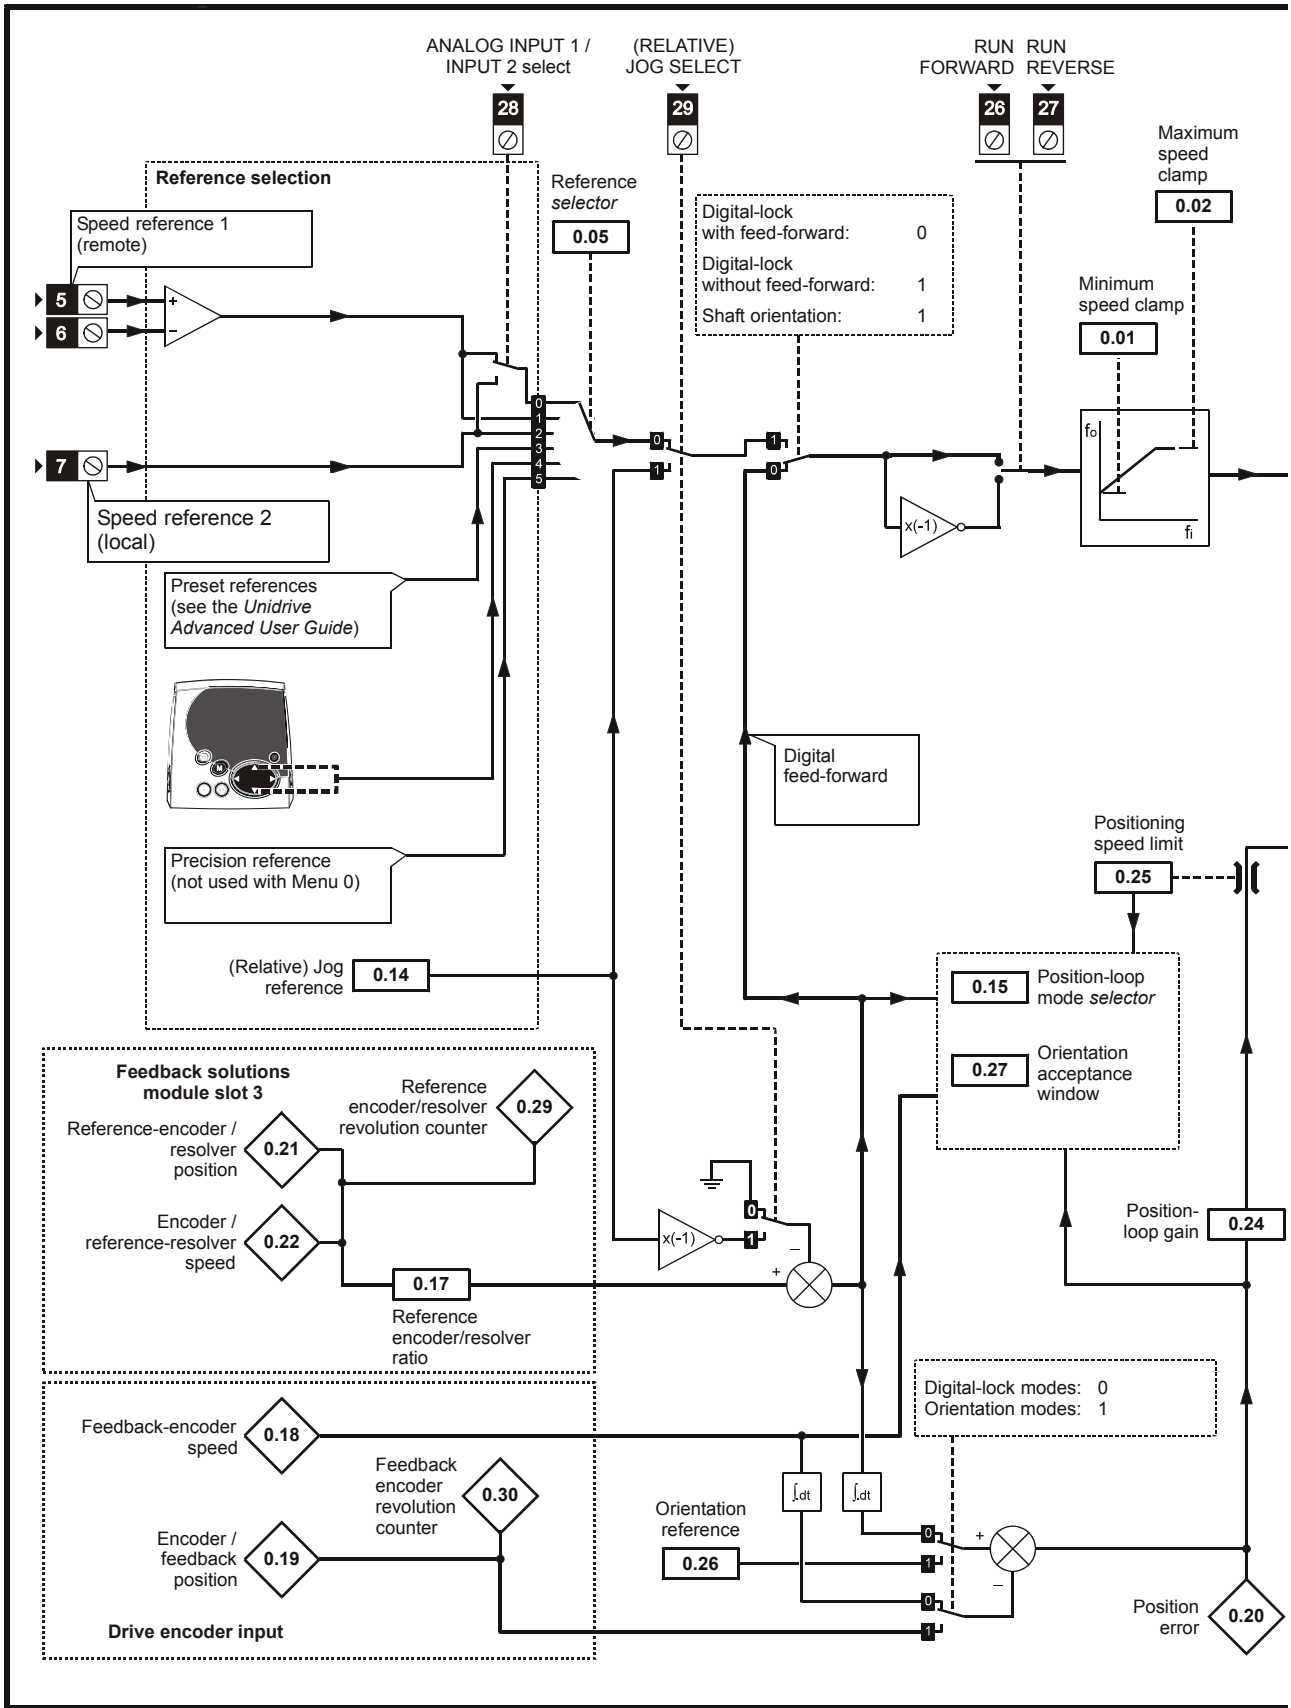 ANALOG INPUT 1 /
INPUT 2 select
28
(RELATIVE)
JOG SELECT
29
RUN
FORWARD
26
RUN
REVERSE
27
Maximum
speed
clamp
0.02
Reference selection
Reference
selector
0.05
Digital-lock
with feed-forward: 0
Digital-lock
without feed-forward: 1
Shaft orientation: 1
Minimum
speed clamp
0.01
Speed reference 1
(remote)
5
6
+
−
7
Speed reference 2
(local)
0
1
2
3
4
5
0
1
1
0
x(-1)
fo
fi
Preset references
(see the Unidrive
Advanced User Guide)
M
Digital
feed-forward
Precision reference
(not used with Menu 0)
Positioning
speed limit
0.25
(Relative) Jog
reference
0.14
0.15
Position-loop
mode selector
0.27
Orientation
acceptance
window
Feedback solutions
module slot 3
Reference
encoder/resolver
revolution counter
0.29
Reference-encoder /
resolver
position
0.21
Encoder /
reference-resolver
speed
0.22
0.17
Reference
encoder/resolver
ratio
x(-1)
0
1
−
+
Position-
loop gain
0.24
Digital-lock modes: 0
Orientation modes: 1
Feedback-encoder
speed
0.18
Feedback
encoder
revolution
counter
0.30
∫.dt
∫.dt
Orientation
reference
0.26
Encoder /
feedback
position
0.19
0
1
0
1
+
−
Position
error
0.20
Drive encoder input